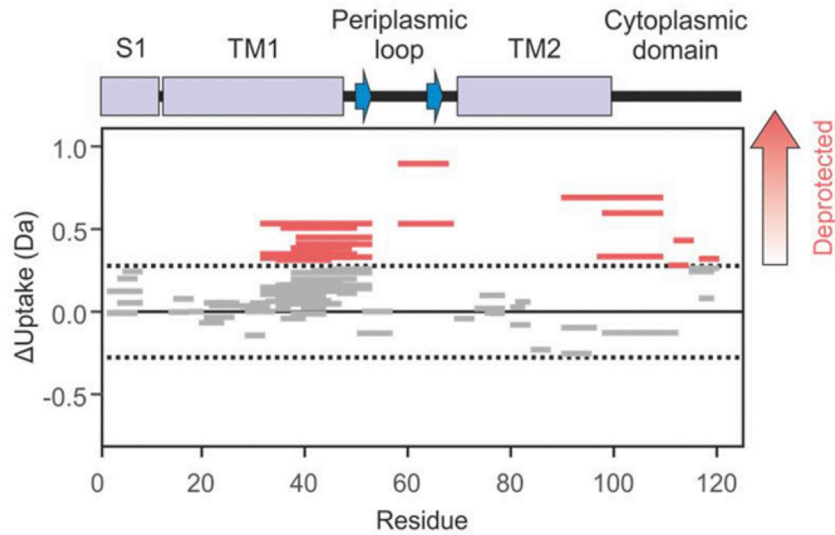 Periplasmic
loop
Cytoplasmic
domain
S1
TM1
TM2
1.0
0.5
0.0
-0.5
ΔUptake (Da)
Deprotected
0
20
40
60
80
100
120
Residue